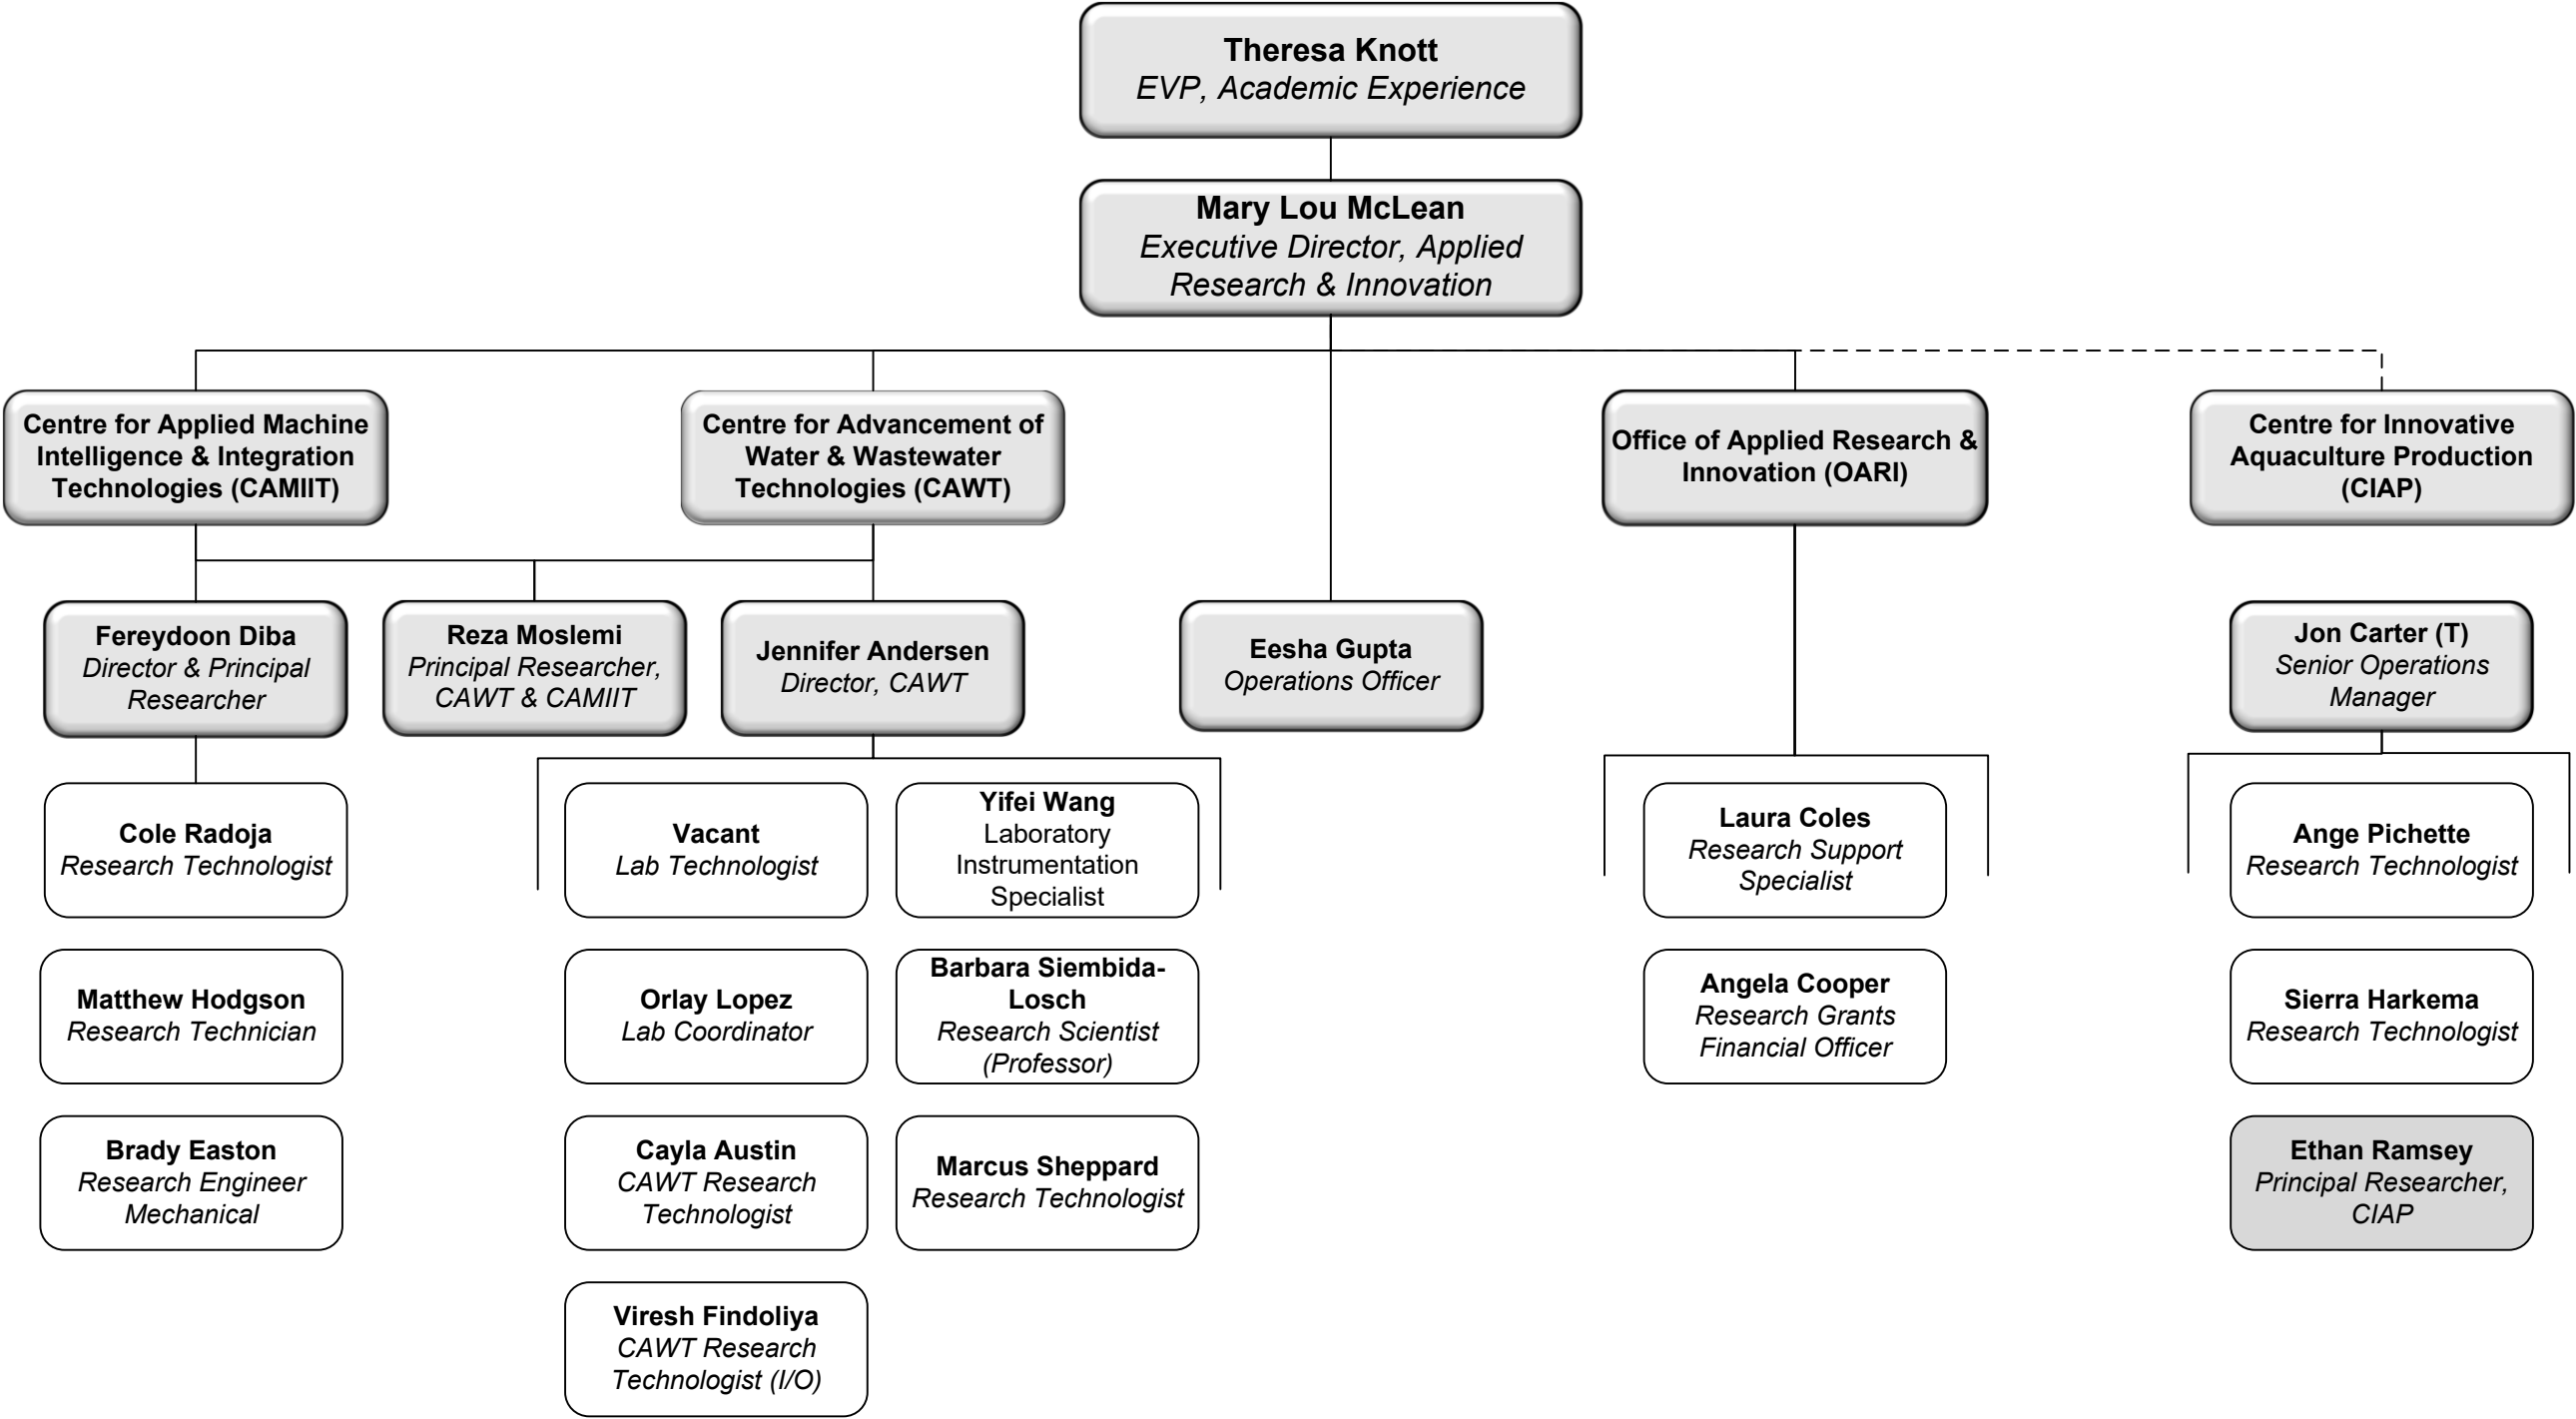 Theresa Knott
EVP, Academic Experience
Mary Lou McLean
Executive Director, Applied
Research & Innovation
Centre for Applied Machine
Intelligence & Integration
Technologies (CAMIIT)
Centre for Advancement of
Water & Wastewater
Technologies (CAWT)
Office of Applied Research &
Innovation (OARI)
Centre for Innovative
Aquaculture Production
(CIAP)
Fereydoon Diba
Director & Principal
Researcher
Reza Moslemi
Principal Researcher,
CAWT & CAMIIT
Jennifer Andersen
Director, CAWT
Eesha Gupta
Operations Officer
Jon Carter (T)
Senior Operations
Manager
Cole Radoja
Research Technologist
Vacant
Lab Technologist
Yifei Wang
Laboratory
Instrumentation
Specialist
Laura Coles
Research Support
Specialist
Ange Pichette
Research Technologist
Matthew Hodgson
Research Technician
Orlay Lopez
Lab Coordinator
Barbara Siembida-
Losch
Research Scientist
(Professor)
Angela Cooper
Research Grants
Financial Officer
Sierra Harkema
Research Technologist
Brady Easton
Research Engineer
Mechanical
Cayla Austin
CAWT Research
Technologist
Marcus Sheppard
Research Technologist
Ethan Ramsey
Principal Researcher,
CIAP
Viresh Findoliya
CAWT Research
Technologist (I/O)